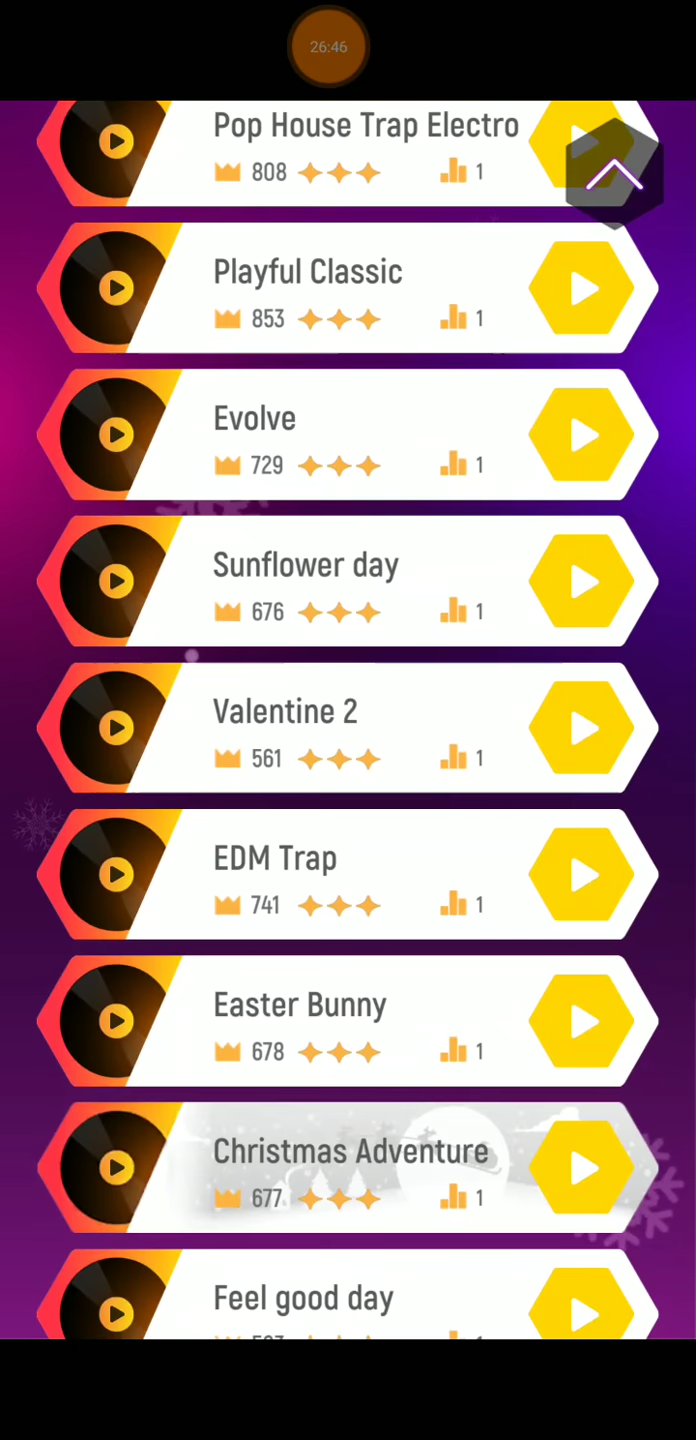 26:46
Pop House Trap Electro
808 1
Playful Classic
853 1
Evolve
729 1
Sunflower day
676 1
Valentine 2
561 1
EDM Trap
741 1
Easter Bunny
678 1
Christmas Adventure
677 1
Feel good day